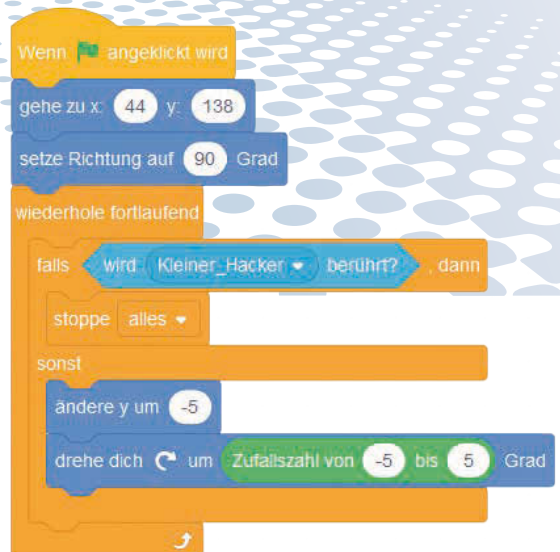 Wenn angeklickt wird
gehe zu x: 44 y: 138
setze Richtung auf 90 Grad
wiederhole fortlaufend
falls wird Kleiner_Hacker berührt? , dann
stoppe alles
sonst
ändere y um -5
drehe dich um Zufallszahl von -5 bis 5 Grad